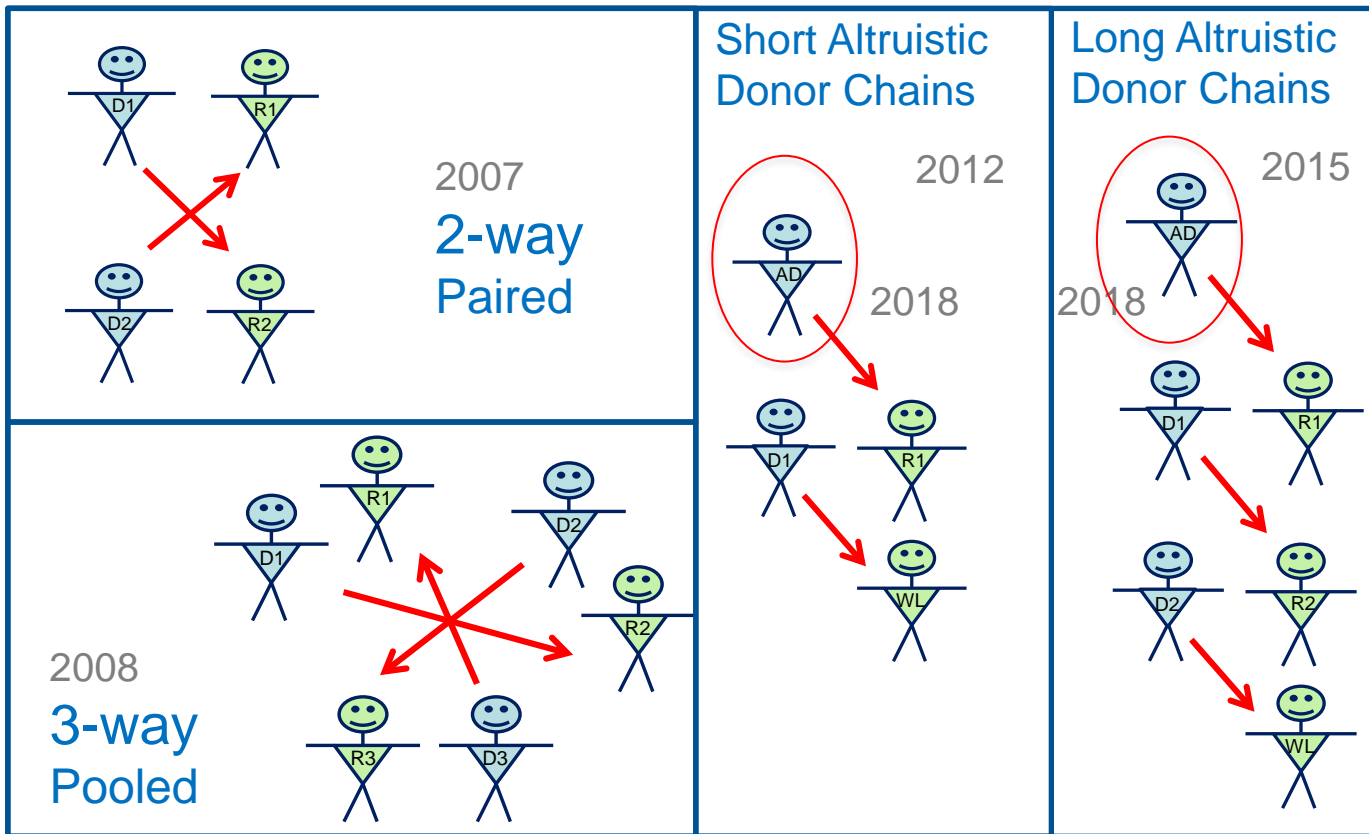 D1
R1
2007
2-way
Paired
D2
R2
R1
D2
D1
R2
2008
3-way
Pooled
R3
D3
Short Altruistic
Donor Chains
2012
AD
2018
D1
R1
WL
Long Altruistic
Donor Chains
2015
AD
2018
D1
R1
D2
R2
WL